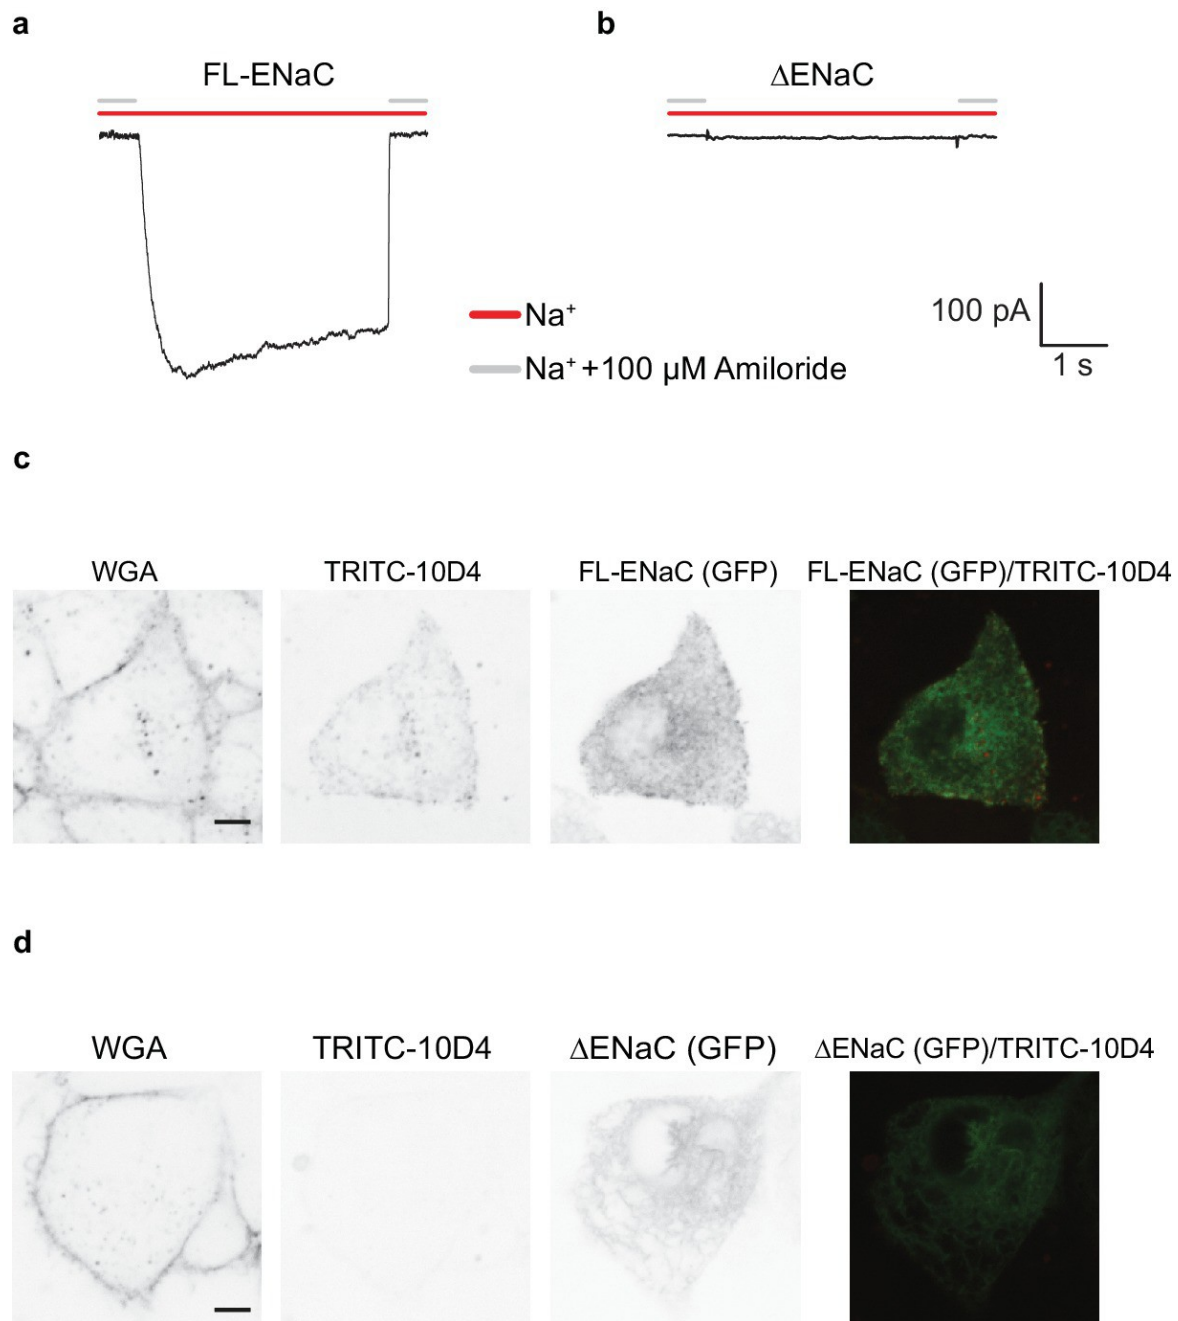 a
b
FL-ENaC
ΔENaC
Na⁺
Na⁺ +100 µM Amiloride
100 pA
1 s
c
WGA
TRITC-10D4
FL-ENaC (GFP)
FL-ENaC (GFP)/TRITC-10D4
d
WGA
TRITC-10D4
ΔENaC (GFP)
ΔENaC (GFP)/TRITC-10D4